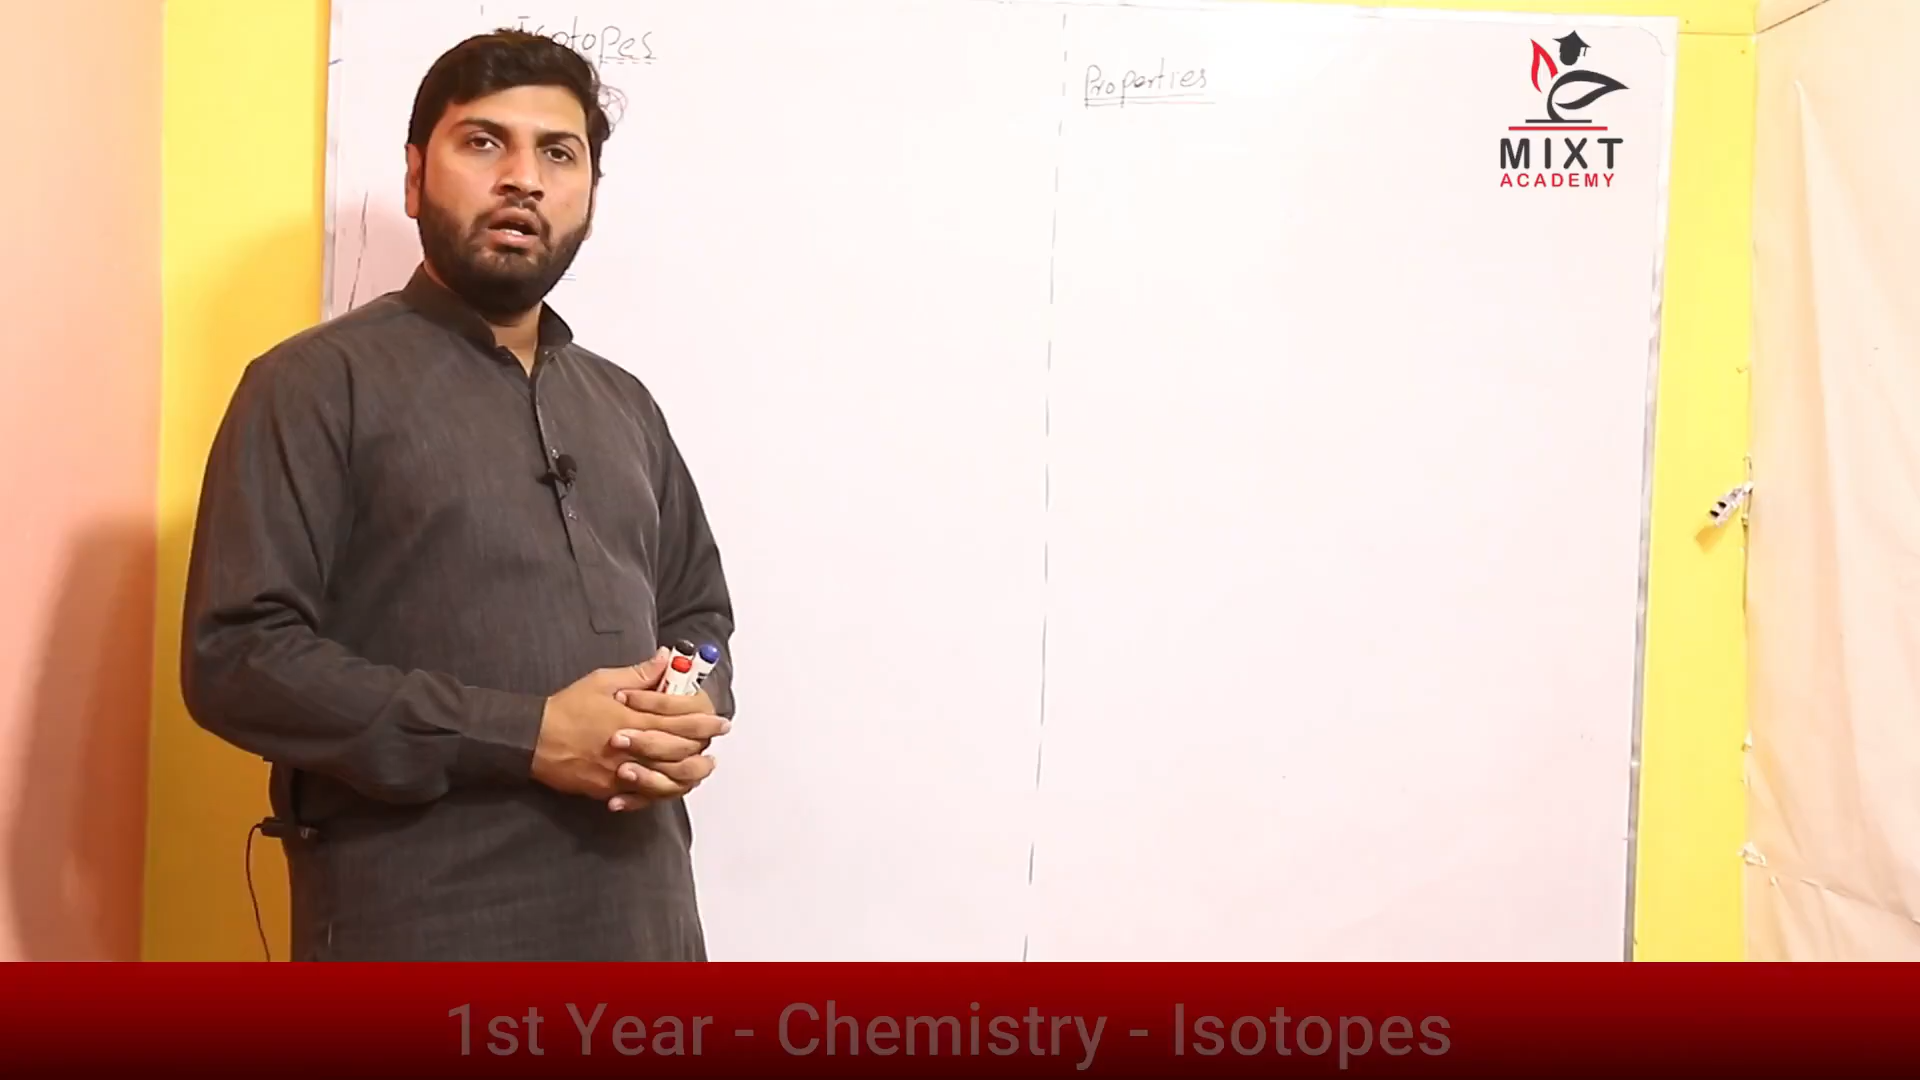 Isotopes
Properties
MIXT
ACADEMY
1st Year - Chemistry - Isotopes